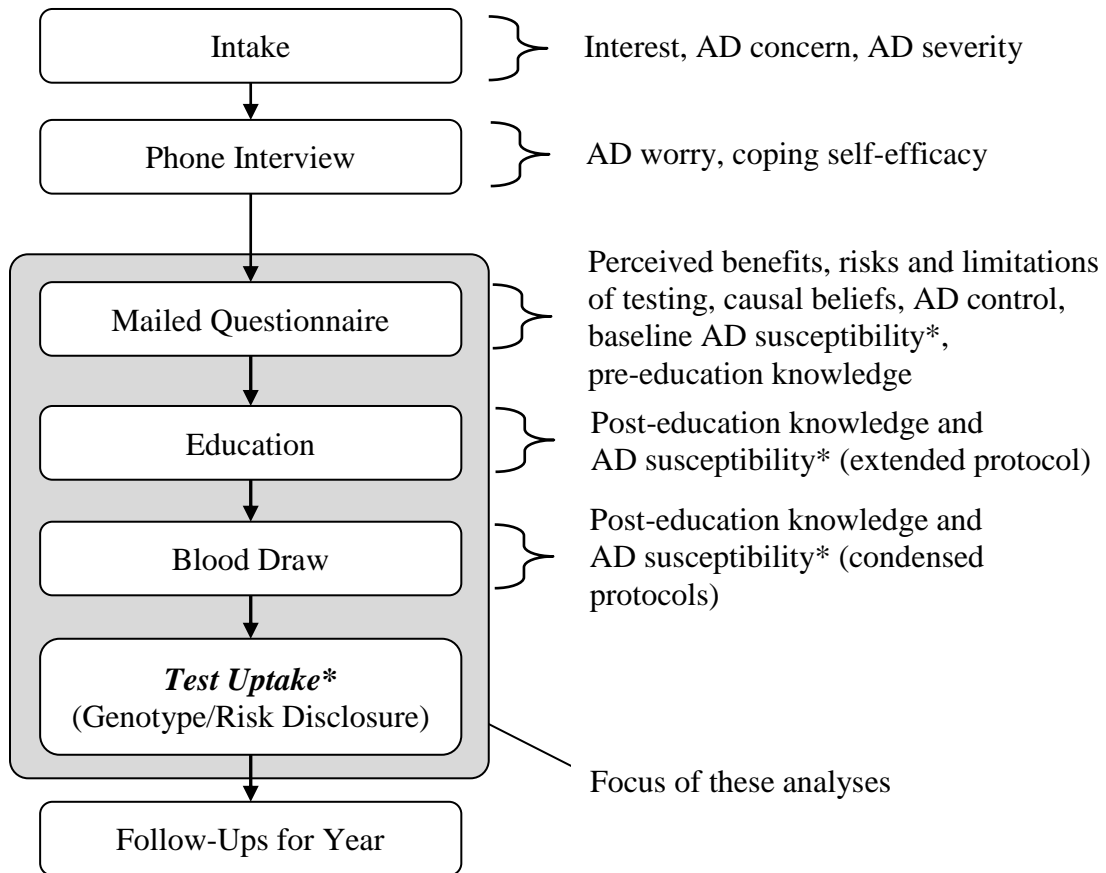 Intake
Interest, AD concern, AD severity
Phone Interview
AD worry, coping self-efficacy
Mailed Questionnaire
Perceived benefits, risks and limitations
of testing, causal beliefs, AD control,
baseline AD susceptibility*,
pre-education knowledge
Education
Post-education knowledge and
AD susceptibility* (extended protocol)
Blood Draw
Post-education knowledge and
AD susceptibility* (condensed
protocols)
Test Uptake*
(Genotype/Risk Disclosure)
Focus of these analyses
Follow-Ups for Year